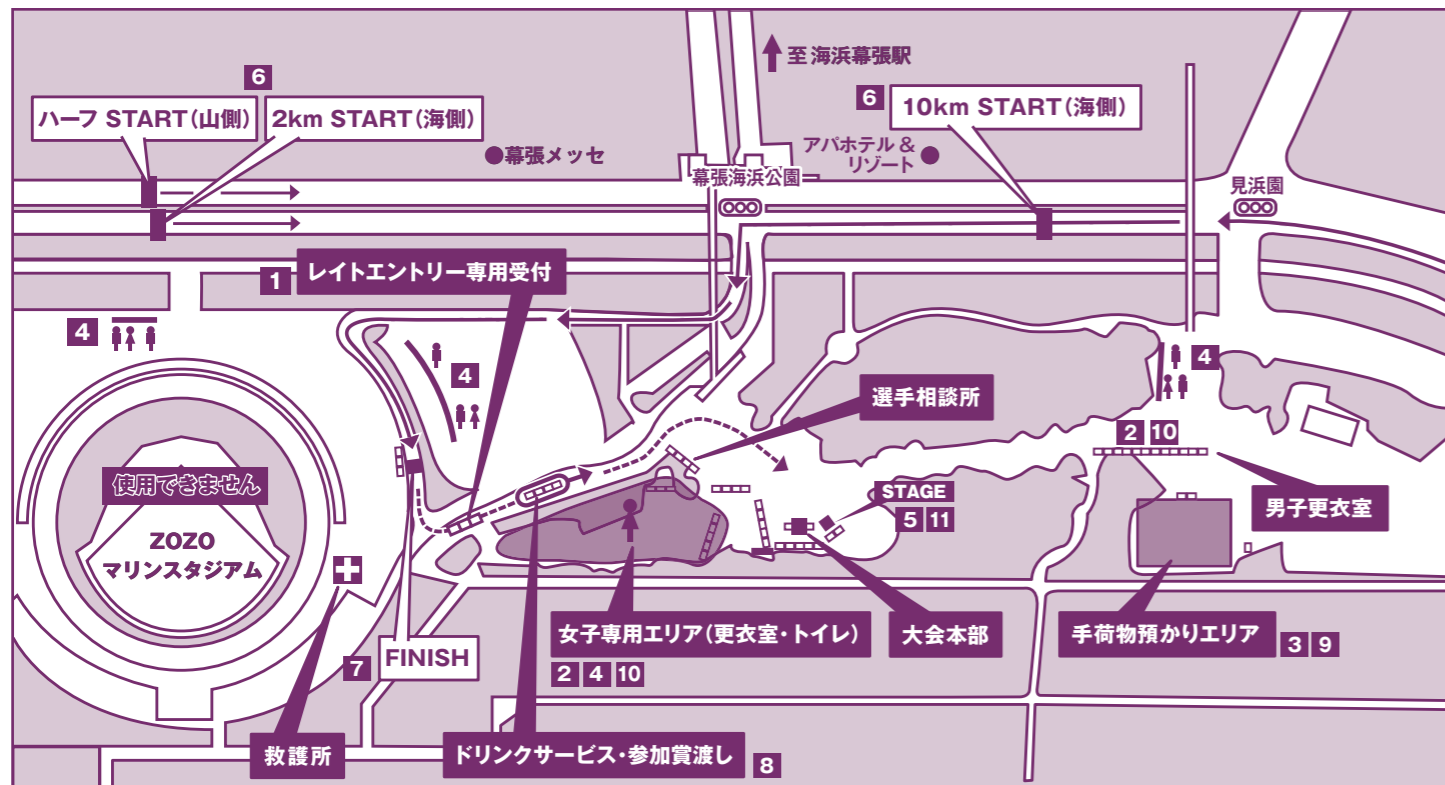 至 海浜幕張駅
6
ハーフ START（山側）
2km START（海側）
6
10km START（海側）
幕張メッセ
アパホテル &
リゾート
幕張海浜公園
見浜園
1
レイトエントリー専用受付
4
4
4
選手相談所
2 10
男子更衣室
使用できません
ZOZO
マリンスタジアム
STAGE
5 11
7
FINISH
女子専用エリア（更衣室・トイレ）
2 4 10
大会本部
手荷物預かりエリア
3 9
救護所
ドリンクサービス・参加賞渡し
8